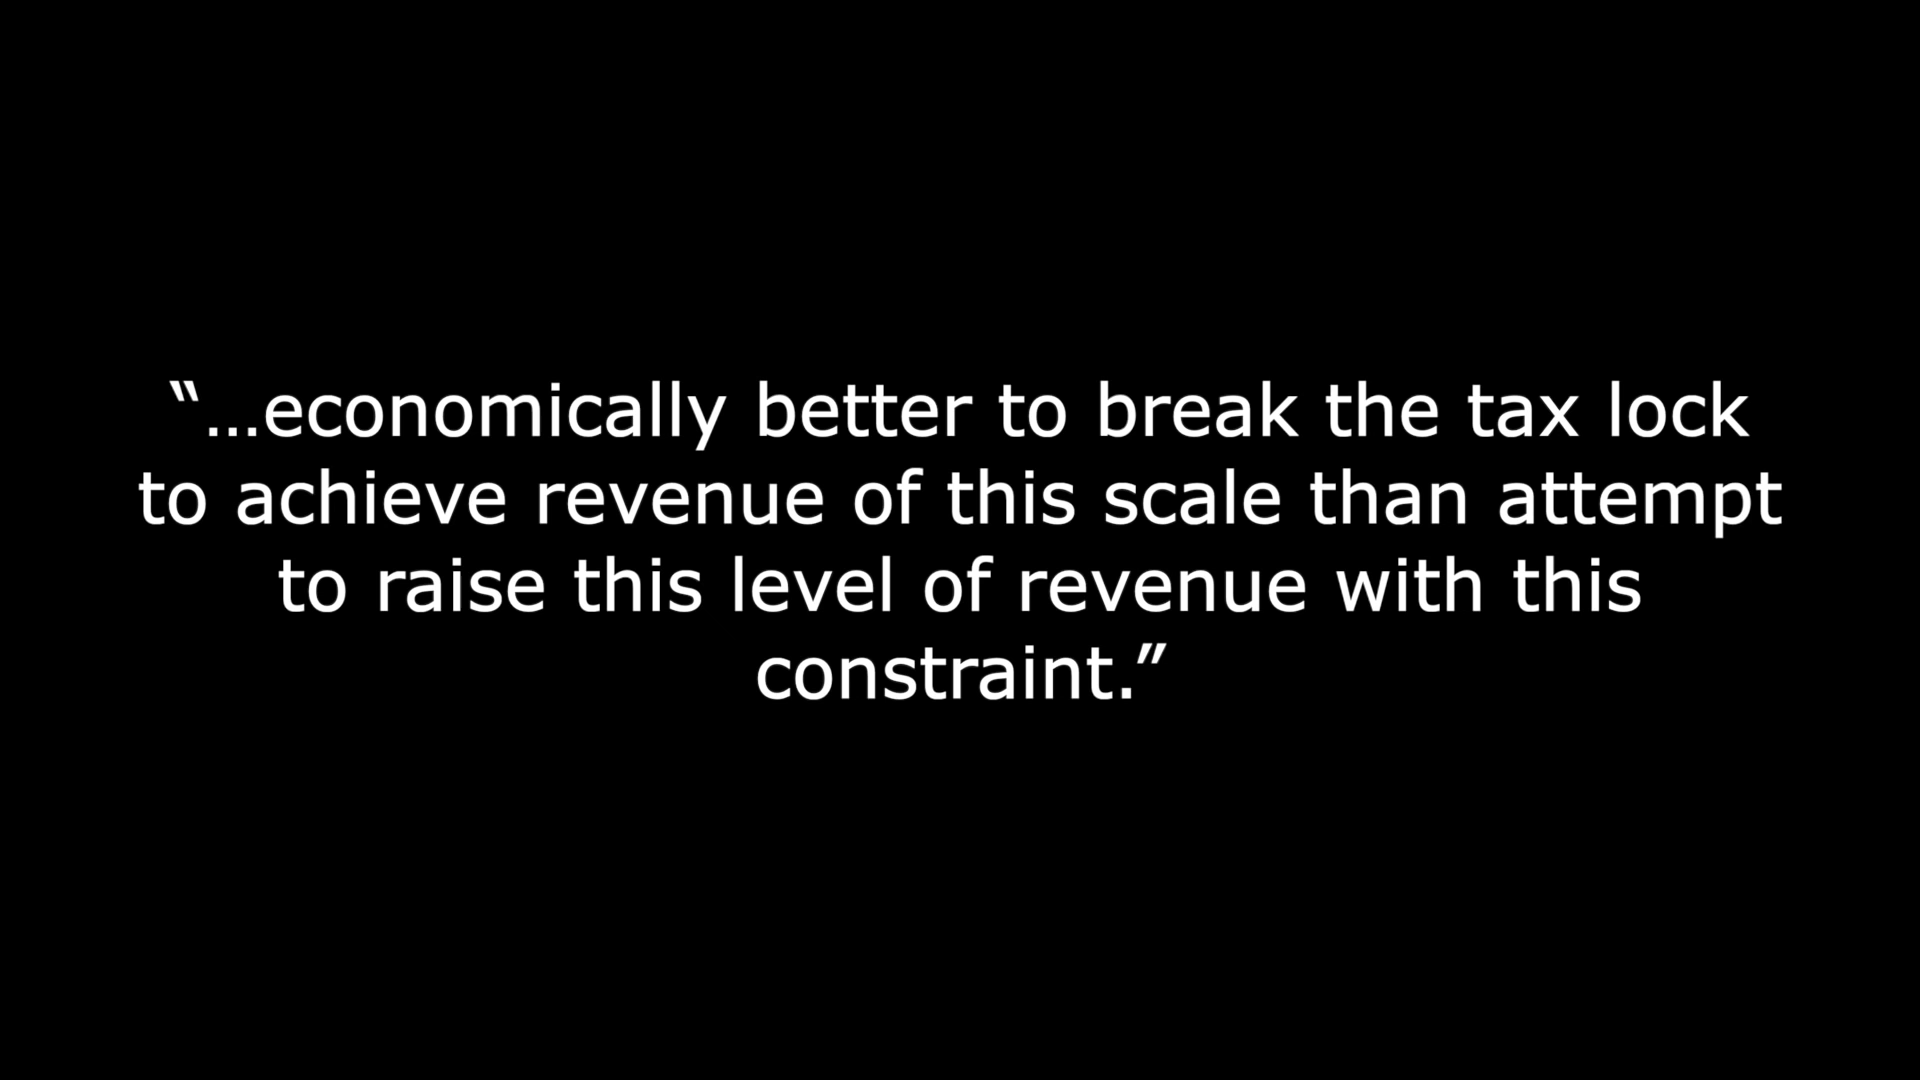 “…economically better to break the tax lock
to achieve revenue of this scale than attempt
to raise this level of revenue with this
constraint.”